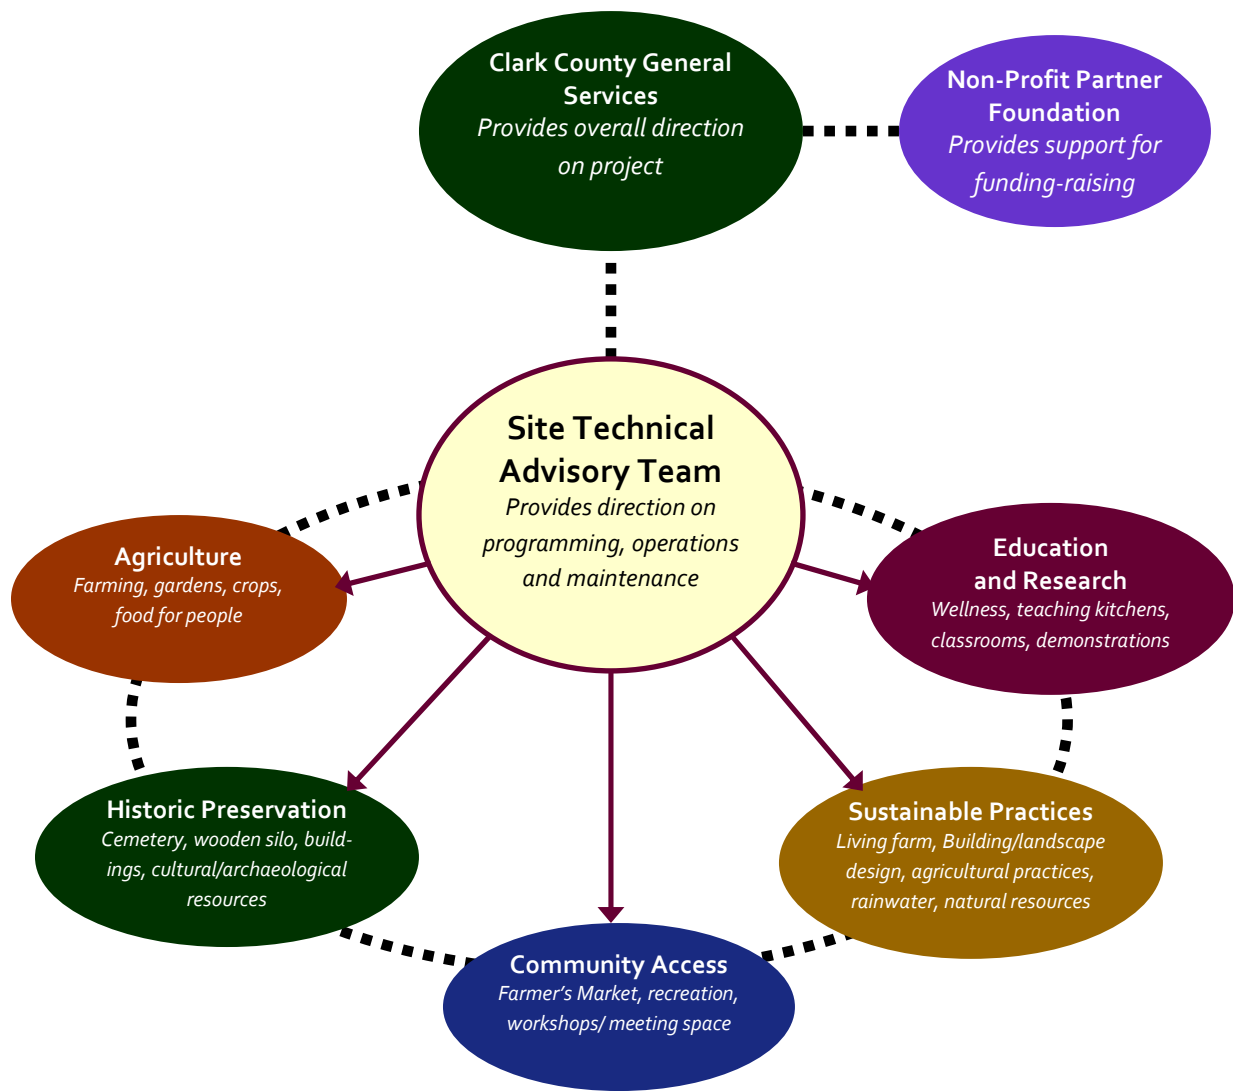 Clark County General
Services
Provides overall direction
on project
Non-Profit Partner
Foundation
Provides support for
funding-raising
Site Technical
Advisory Team
Provides direction on
programming, operations
and maintenance
Agriculture
Farming, gardens, crops,
food for people
Education
and Research
Wellness, teaching kitchens,
classrooms, demonstrations
Historic Preservation
Cemetery, wooden silo, build-
ings, cultural/archaeological
resources
Sustainable Practices
Living farm, Building/landscape
design, agricultural practices,
rainwater, natural resources
Community Access
Farmer’s Market, recreation,
workshops/ meeting space